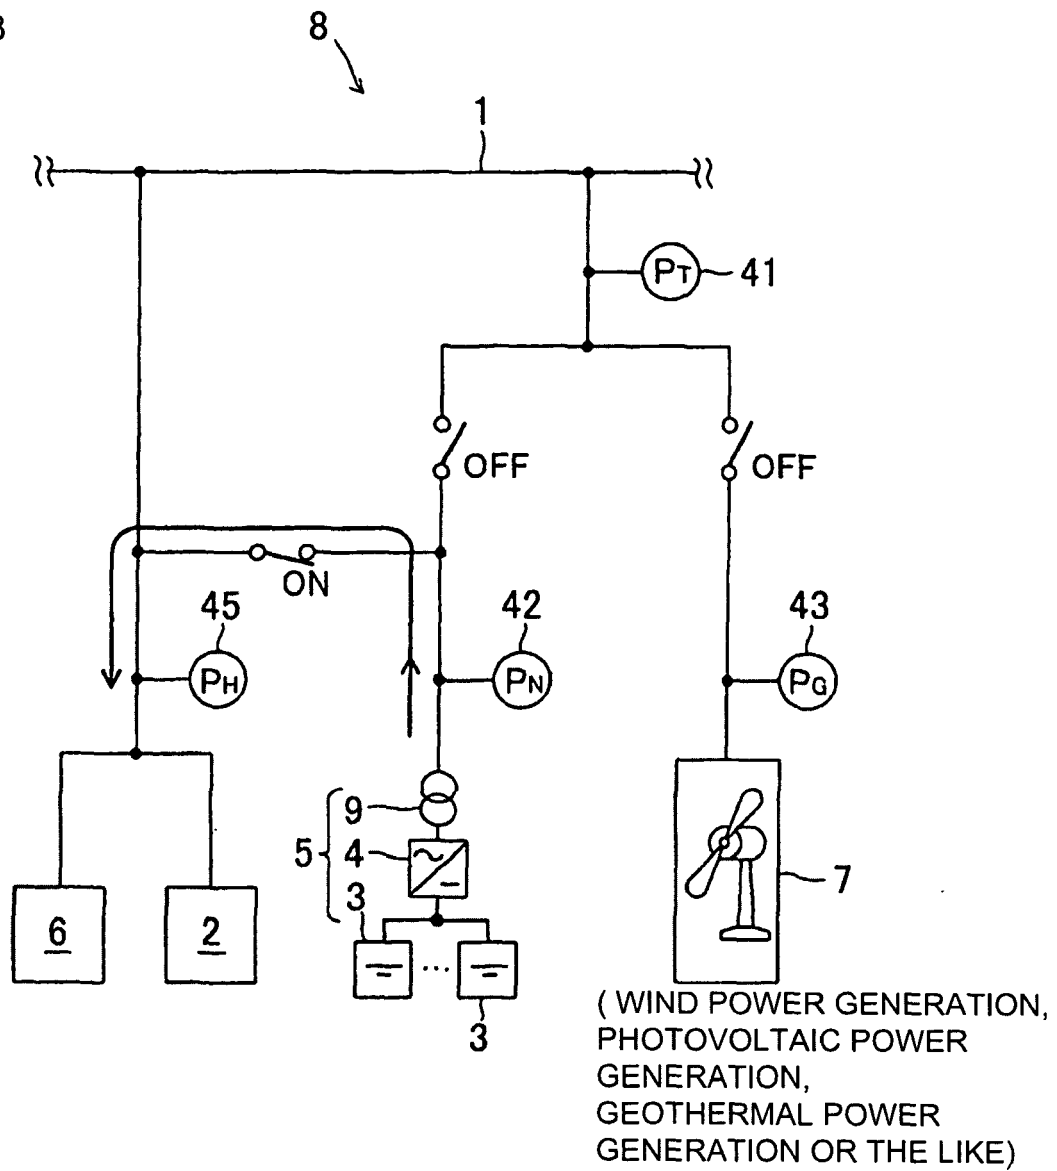 8
1
PT
41
OFF
OFF
ON
45
42
43
PH
PN
PG
9
5
4
3
7
6
2
...
3
( WIND POWER GENERATION,
PHOTOVOLTAIC POWER
GENERATION,
GEOTHERMAL POWER
GENERATION OR THE LIKE)